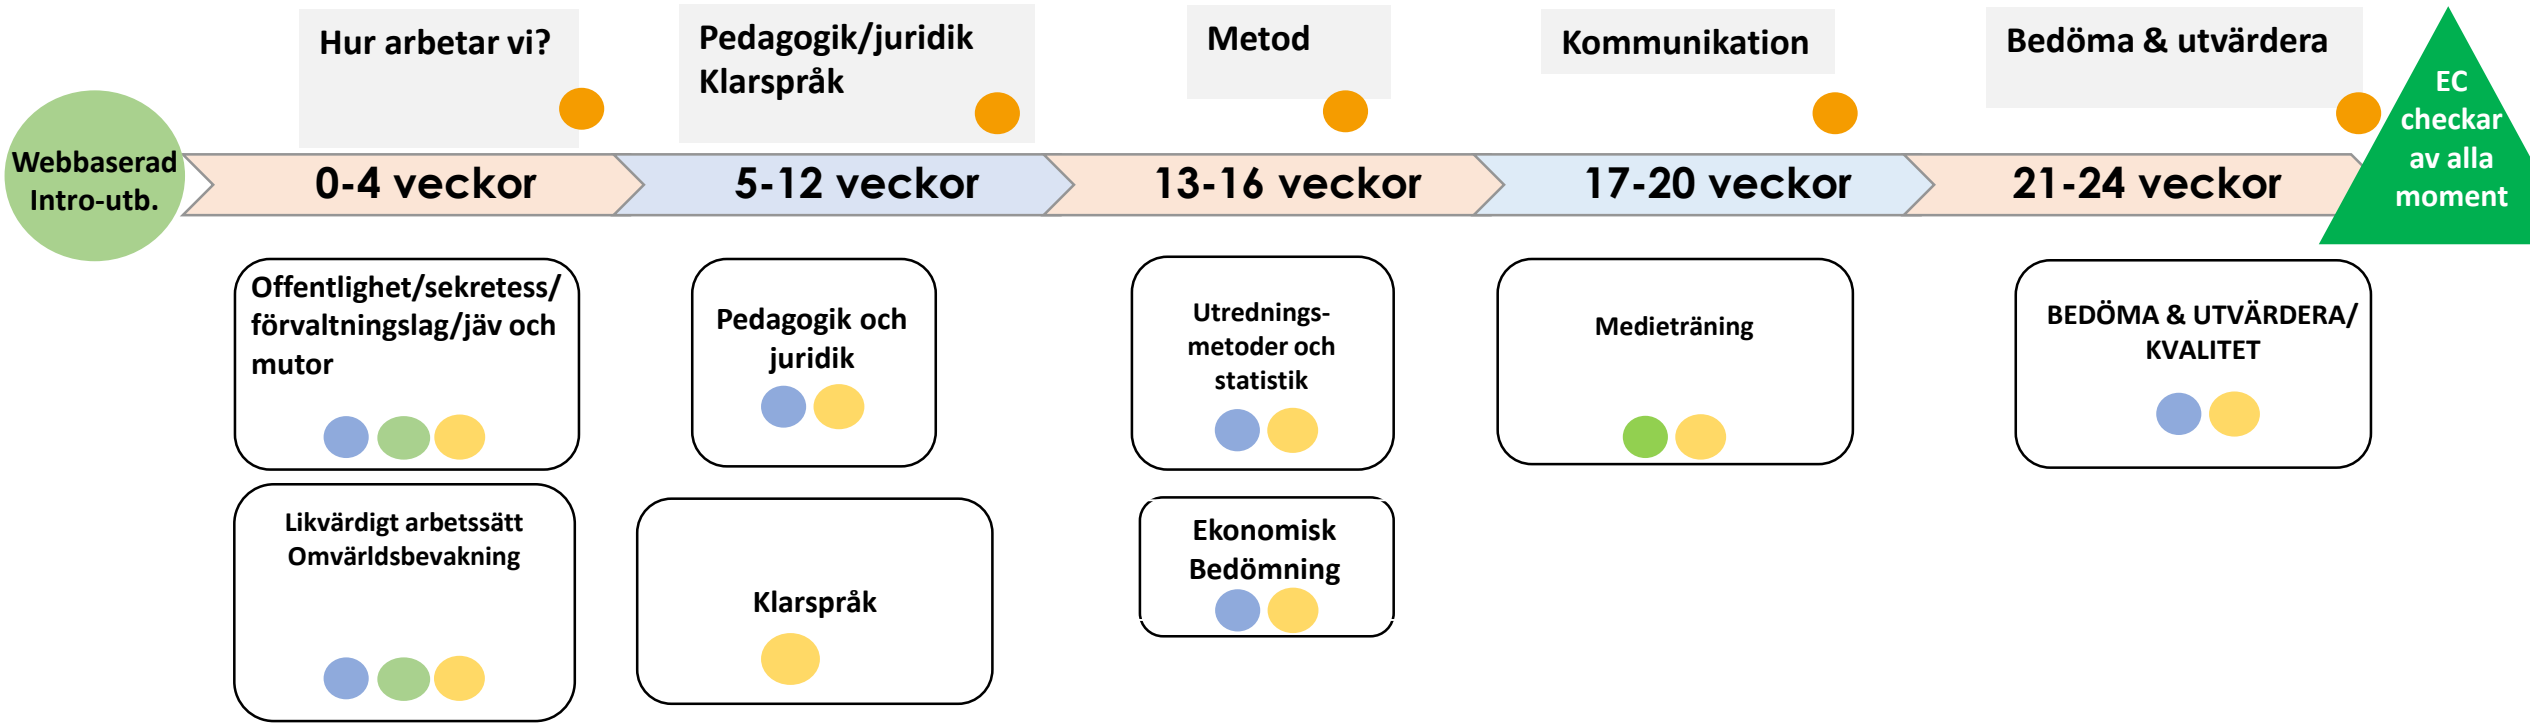 Hur arbetar vi?
Pedagogik/juridik
Klarspråk
Metod
Kommunikation
Bedöma & utvärdera
EC
checkar
av alla
moment
Webbaserad
Intro-utb.
0-4 veckor
5-12 veckor
13-16 veckor
17-20 veckor
21-24 veckor
Offentlighet/sekretess/
förvaltningslag/jäv och
mutor
Pedagogik och
juridik
Utrednings-
metoder och
statistik
Medieträning
BEDÖMA & UTVÄRDERA/
KVALITET
Likvärdigt arbetssätt
Omvärldsbevakning
Klarspråk
Ekonomisk
Bedömning